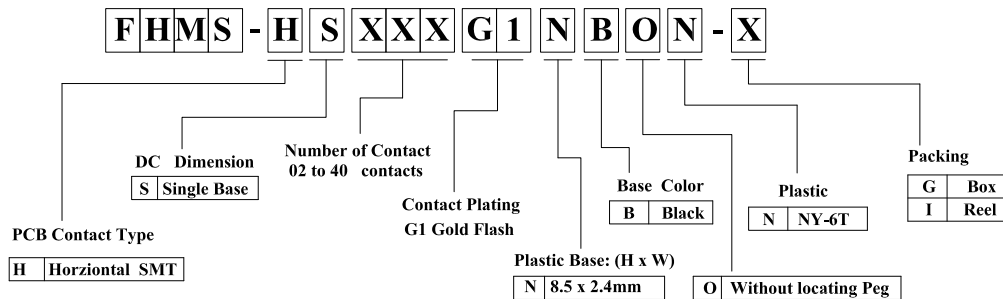 FHMS-HSXXXG1NBON-X
DC Dimension
S Single Base
Number of Contact
02 to 40 contacts
Packing
G Box
I Reel
Base Color
B Black
Plastic
N NY-6T
Contact Plating
G1 Gold Flash
PCB Contact Type
H Horziontal SMT
Plastic Base: (H x W)
N 8.5 x 2.4mm
O Without locating Peg